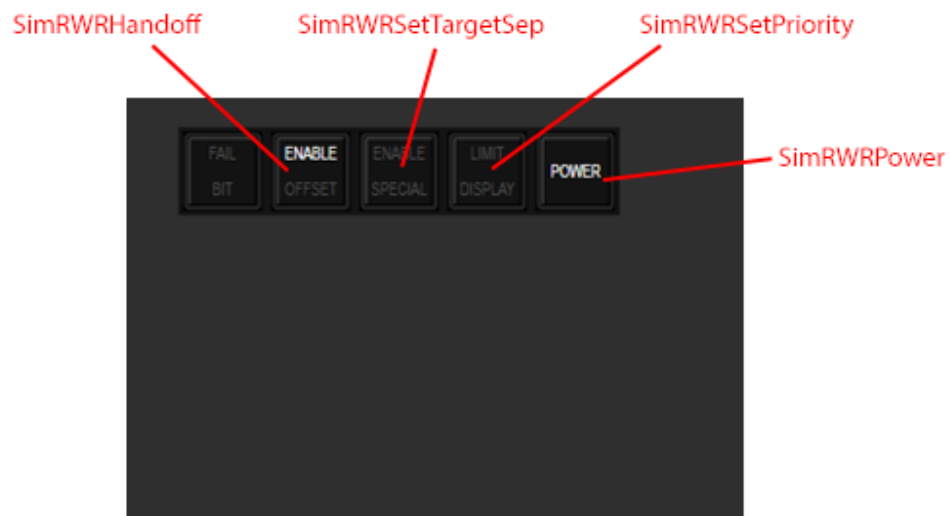 SimRWRHandoff SimRWRSetTargetSep SimRWRSetPriority
FAIL ENABLE ENABLE LIMIT
POWER SimRWRPower
BIT OFFSET SPECIAL DISPLAY